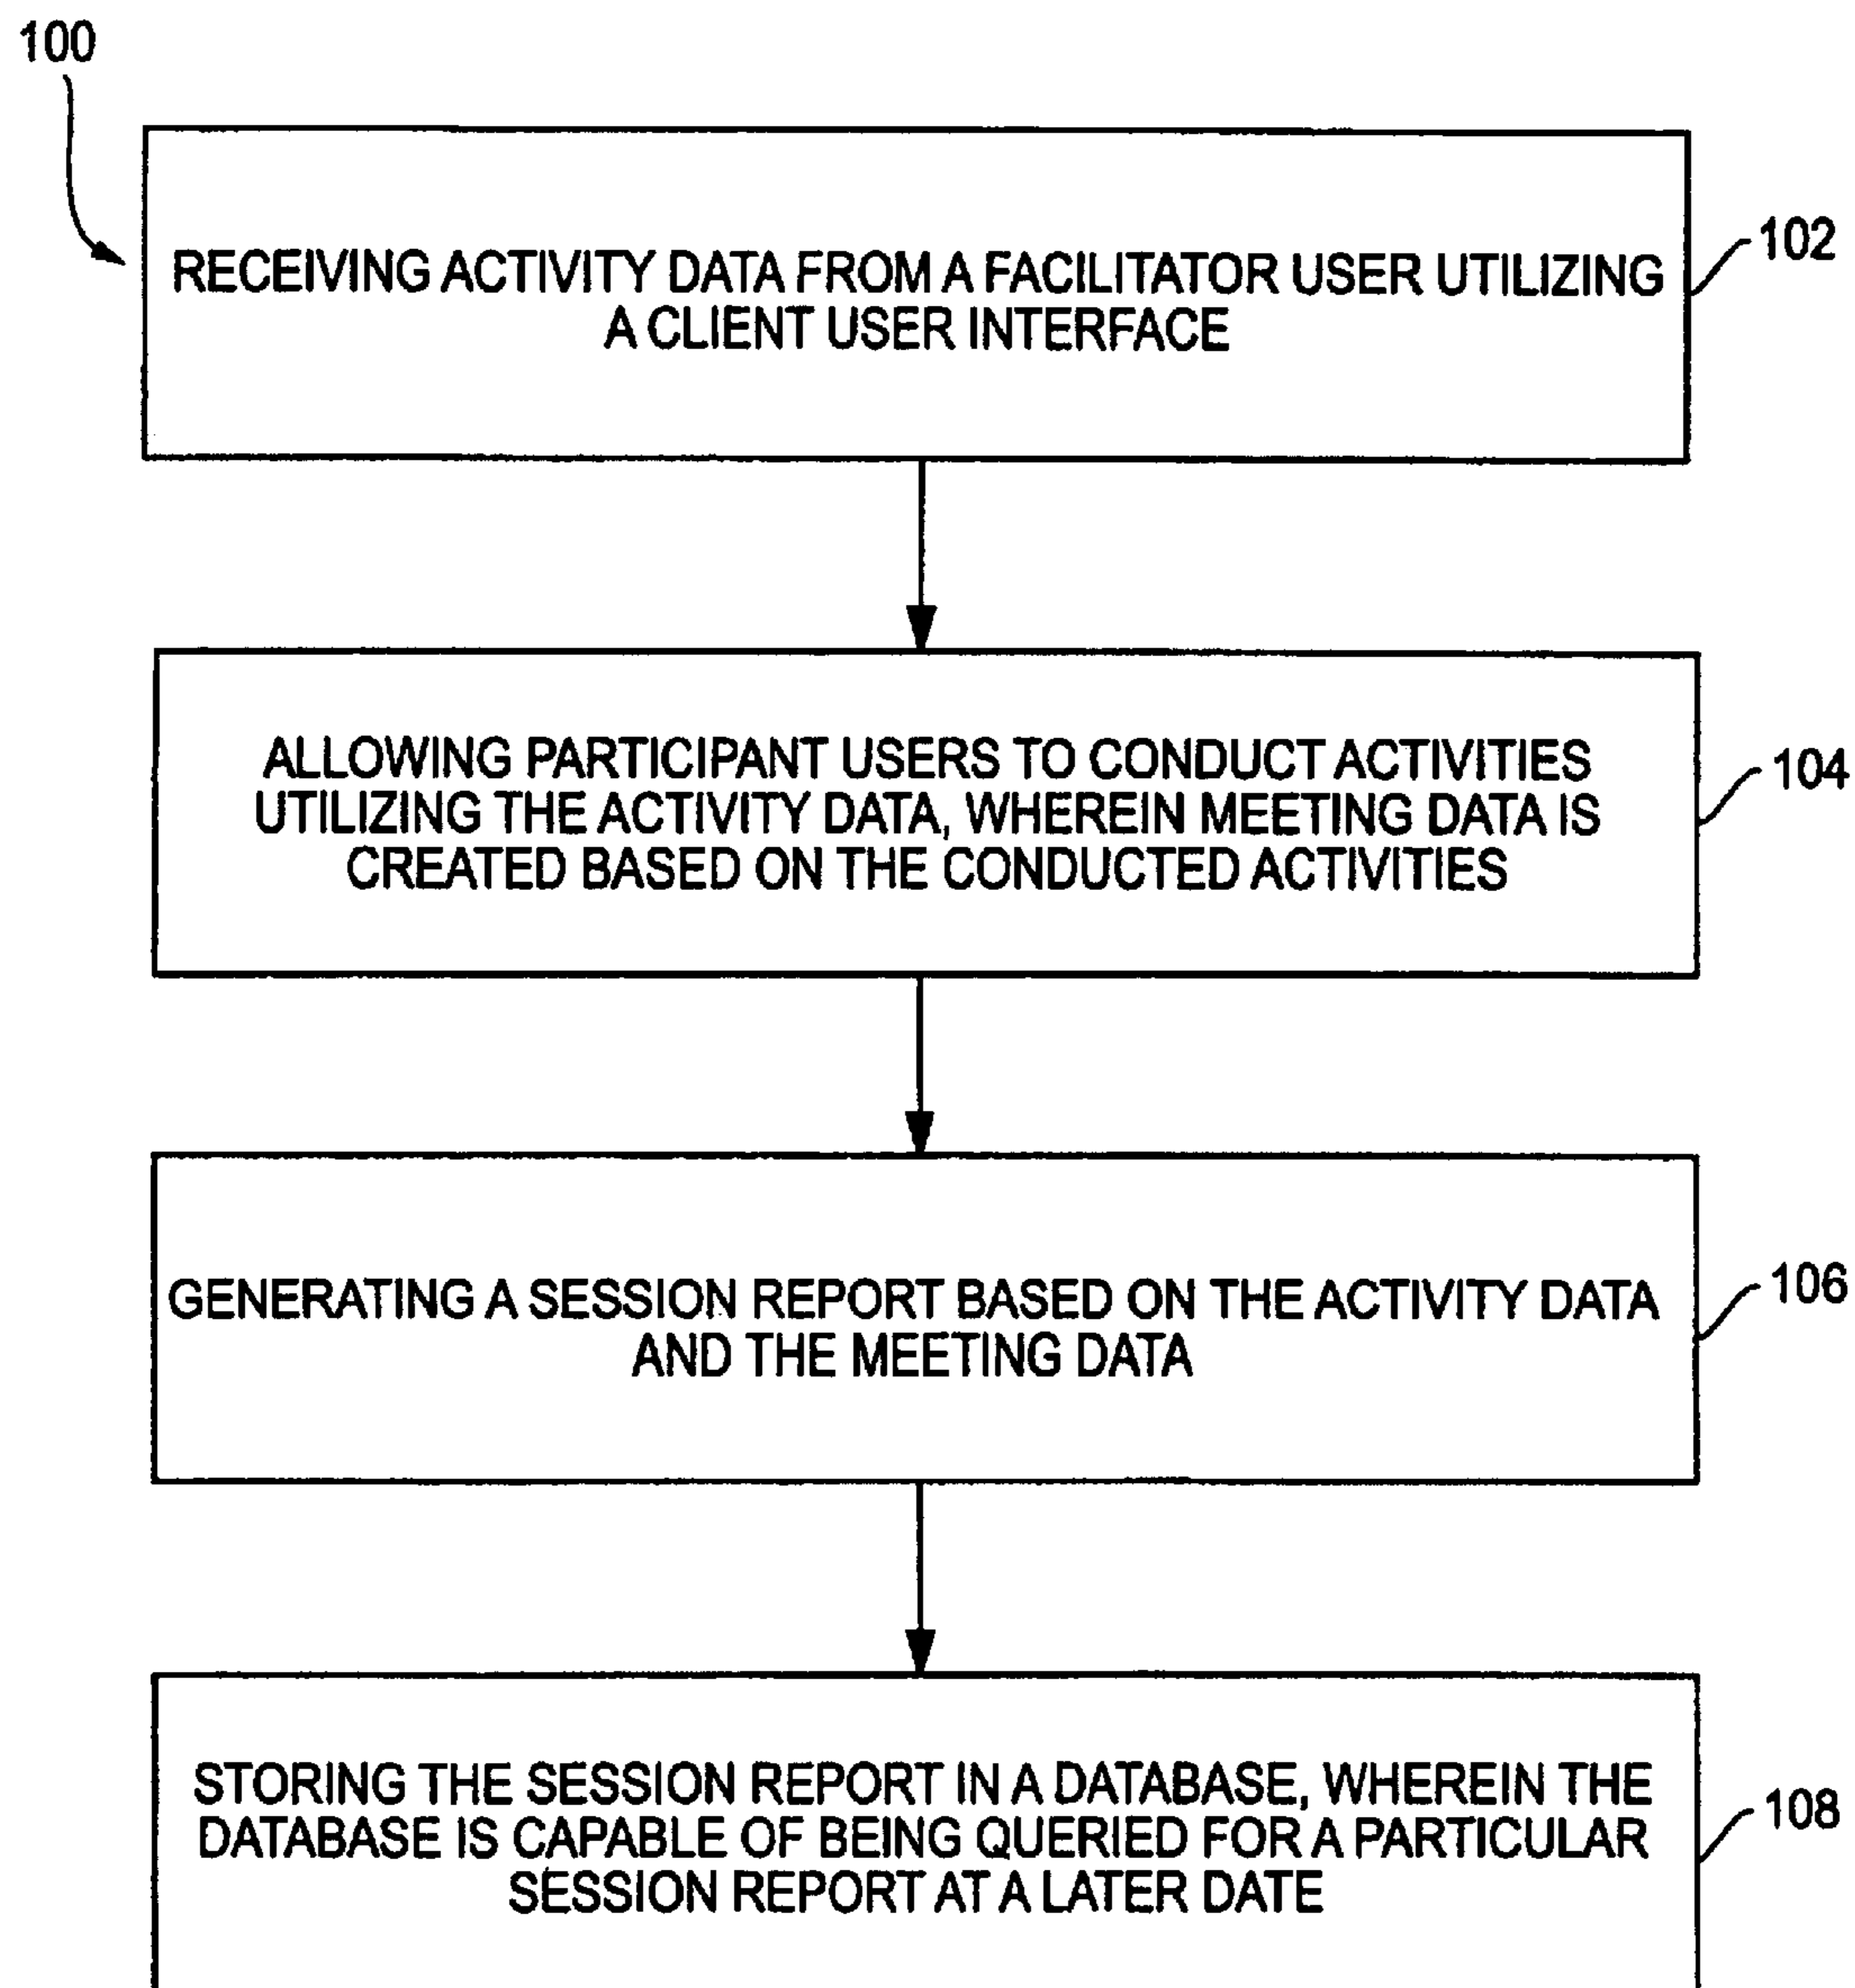 100
RECEIVING ACTIVITY DATA FROM A FACILITATOR USER UTILIZING
A CLIENT USER INTERFACE
102
ALLOWING PARTICIPANT USERS TO CONDUCT ACTIVITIES
UTILIZING THE ACTIVITY DATA, WHEREIN MEETING DATA IS
CREATED BASED ON THE CONDUCTED ACTIVITIES
104
GENERATING A SESSION REPORT BASED ON THE ACTIVITY DATA
AND THE MEETING DATA
106
STORING THE SESSION REPORT IN A DATABASE, WHEREIN THE
DATABASE IS CAPABLE OF BEING QUERIED FOR A PARTICULAR
SESSION REPORT AT A LATER DATE
108